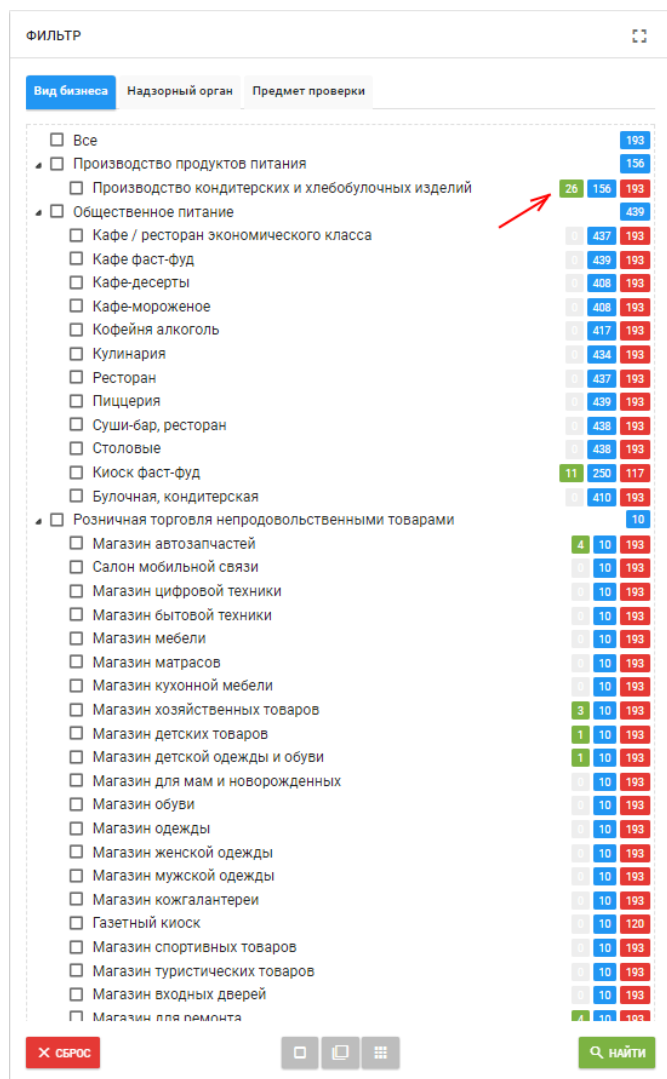 ФИЛЬТР
Вид бизнеса Надзорный орган Предмет проверки
Все 193
Производство продуктов питания 156
Производство кондитерских и хлебобулочных изделий 26 156 193
Общественное питание 439
Кафе / ресторан экономического класса 0 437 193
Кафе фаст-фуд 0 439 193
Кафе-десерты 0 408 193
Кафе-мороженое 0 408 193
Кофейня алкоголь 0 417 193
Кулинария 0 434 193
Ресторан 0 437 193
Пиццерия 0 439 193
Суши-бар, ресторан 0 438 193
Столовые 0 438 193
Киоск фаст-фуд 11 250 117
Булочная, кондитерская 0 410 193
Розничная торговля непродовольственными товарами 10
Магазин автозапчастей 4 10 193
Салон мобильной связи 0 10 193
Магазин цифровой техники 0 10 193
Магазин бытовой техники 0 10 193
Магазин мебели 0 10 193
Магазин матрасов 0 10 193
Магазин кухонной мебели 0 10 193
Магазин хозяйственных товаров 3 10 193
Магазин детских товаров 1 10 193
Магазин детской одежды и обуви 1 10 193
Магазин для мам и новорожденных 0 10 193
Магазин обуви 0 10 193
Магазин одежды 0 10 193
Магазин женской одежды 0 10 193
Магазин мужской одежды 0 10 193
Магазин кожгалантереи 0 10 193
Газетный киоск 0 10 120
Магазин спортивных товаров 0 10 193
Магазин туристических товаров 0 10 193
Магазин входных дверей 0 10 193
Магазин для ремонта 4 10 193
СБРОС НАЙТИ